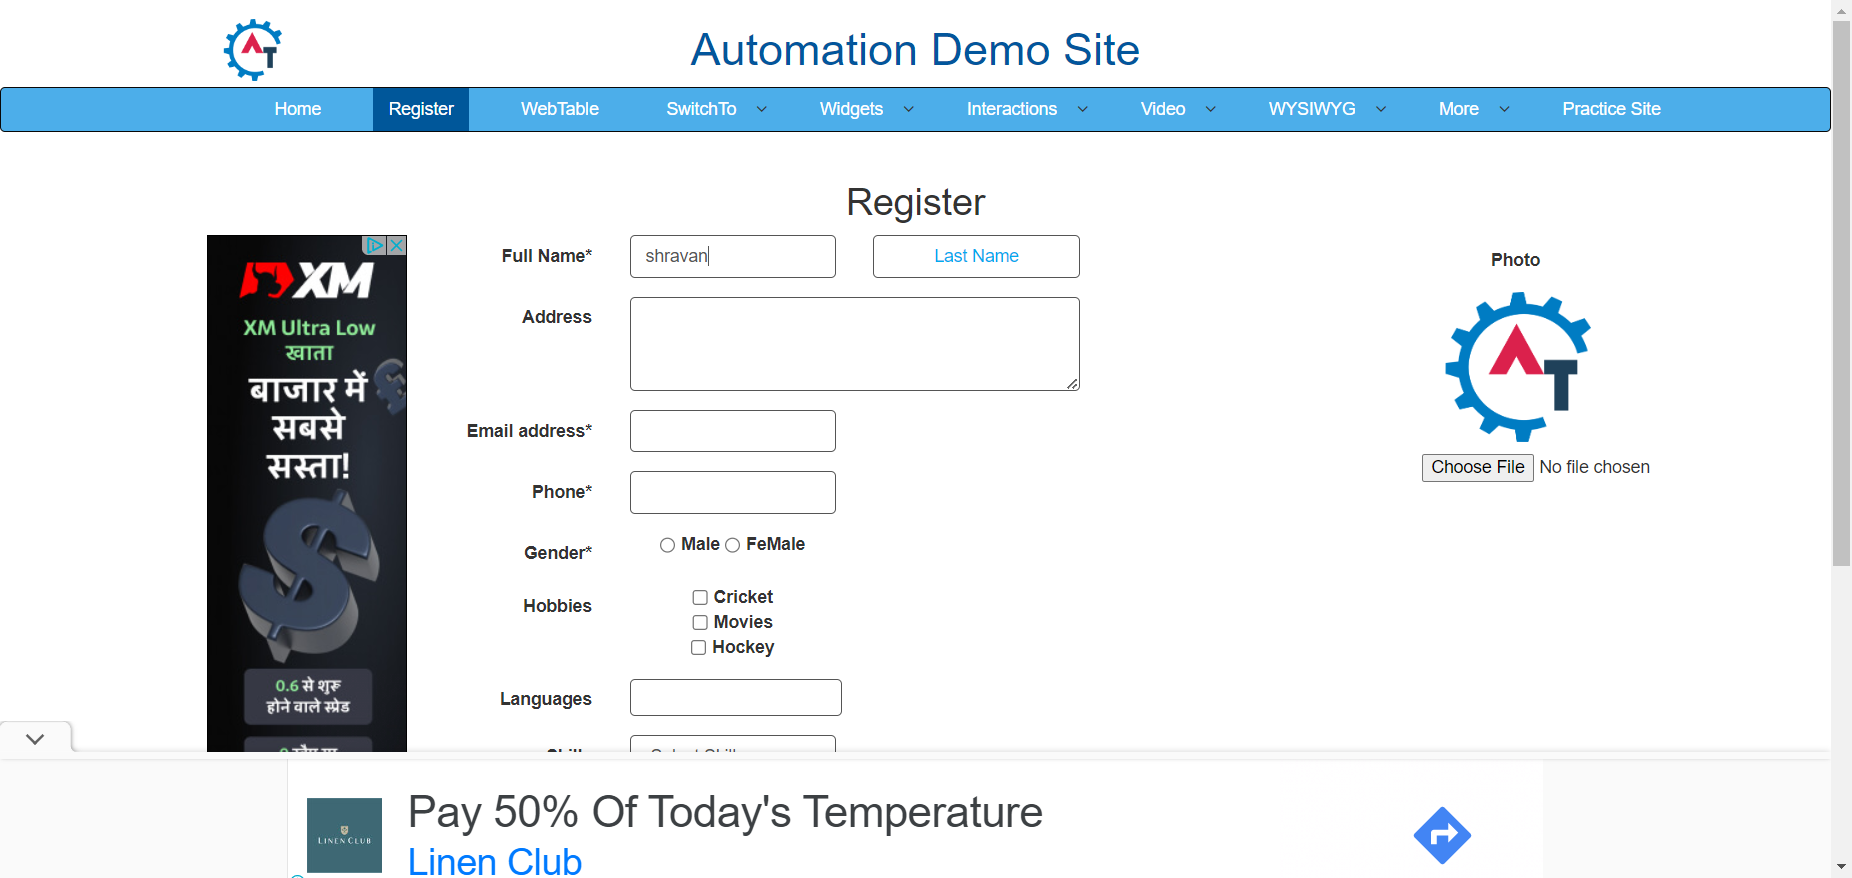 AT
Automation Demo Site
Home Register WebTable SwitchTo Widgets Interactions Video WYSIWYG More Practice Site
Register
Full Name* shravan Last Name
Photo
Address
AT
Email address*
Choose File No file chosen
Phone*
Gender* Male FeMale
Hobbies
Cricket
Movies
Hockey
Languages
XM
XM Ultra Low
खाता
बाजार में
सबसे
सस्ता!
0.6 से शुरू
होने वाले स्प्रेड
Pay 50% Of Today's Temperature
LINEN CLUB
Linen Club